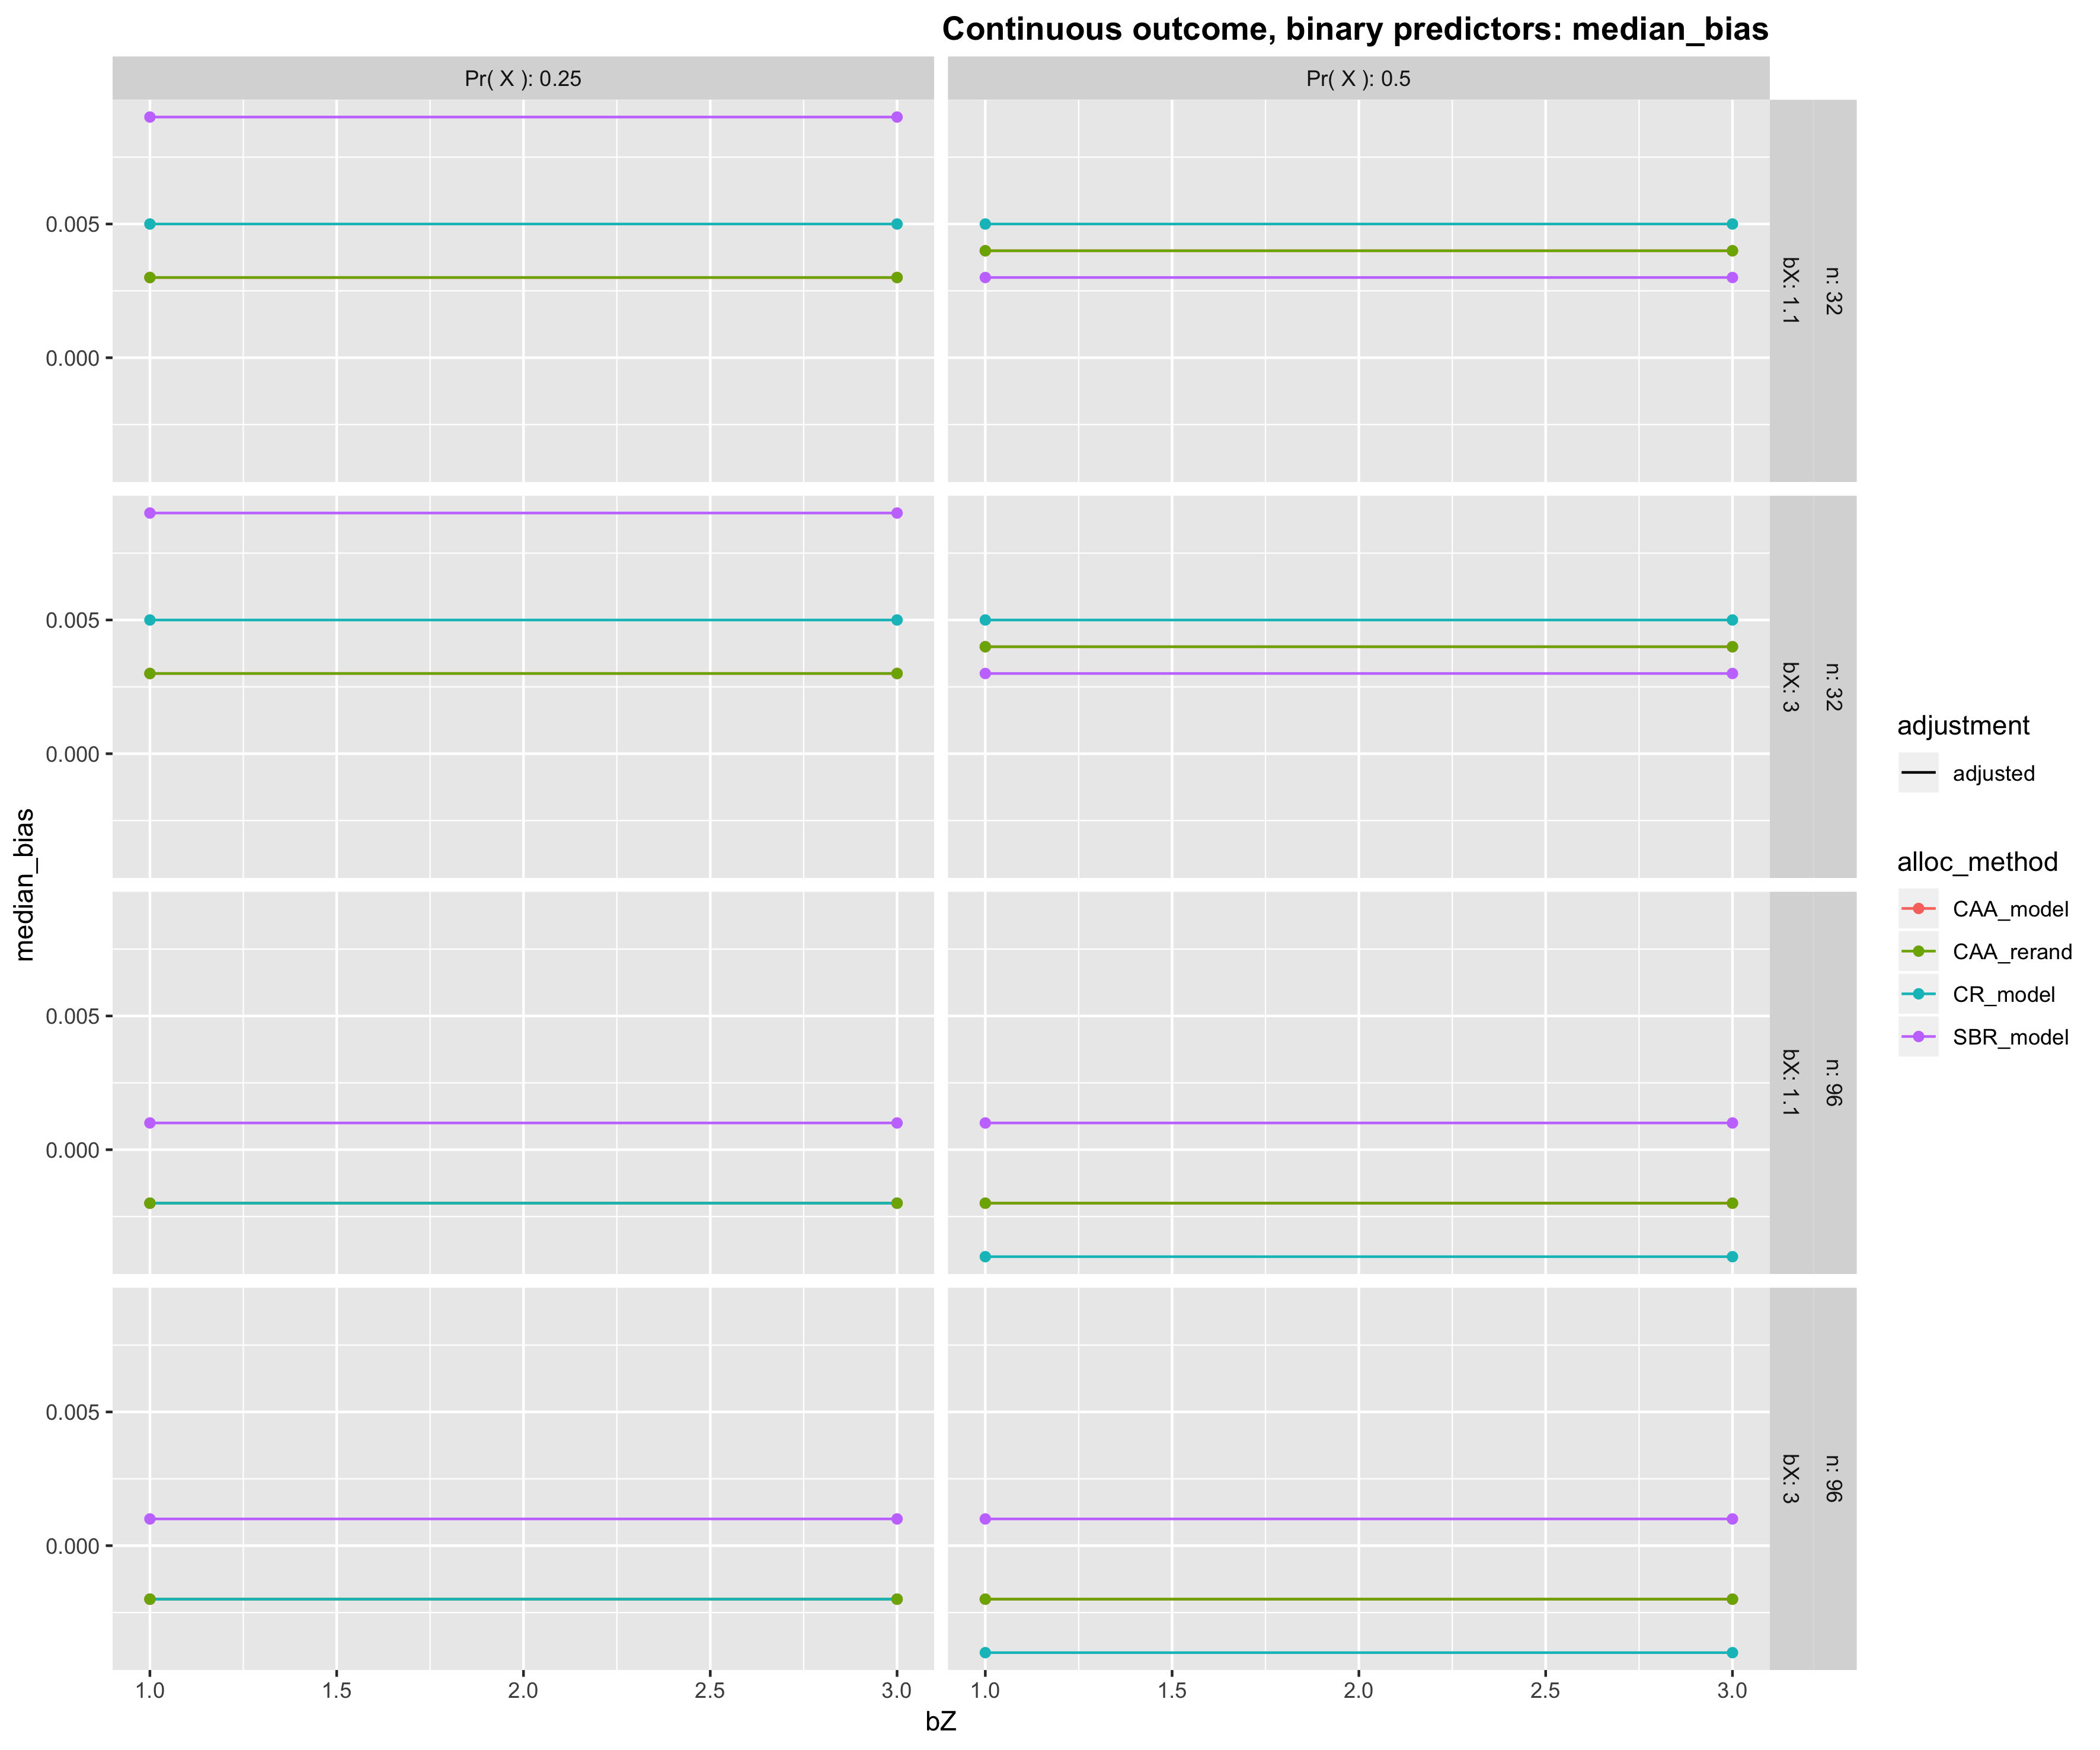 Continuous outcome, binary predictors: median_bias
Pr( X ): 0.25
Pr( X ): 0.5
0.005
0.000
bX: 1.1
n: 32
0.005
0.000
bX: 3
n: 32
0.005
0.000
bX: 1.1
n: 96
0.005
0.000
bX: 3
n: 96
median_bias
1.0 1.5 2.0 2.5 3.0
1.0 1.5 2.0 2.5 3.0
bZ
adjustment
adjusted
alloc_method
CAA_model
CAA_rerand
CR_model
SBR_model